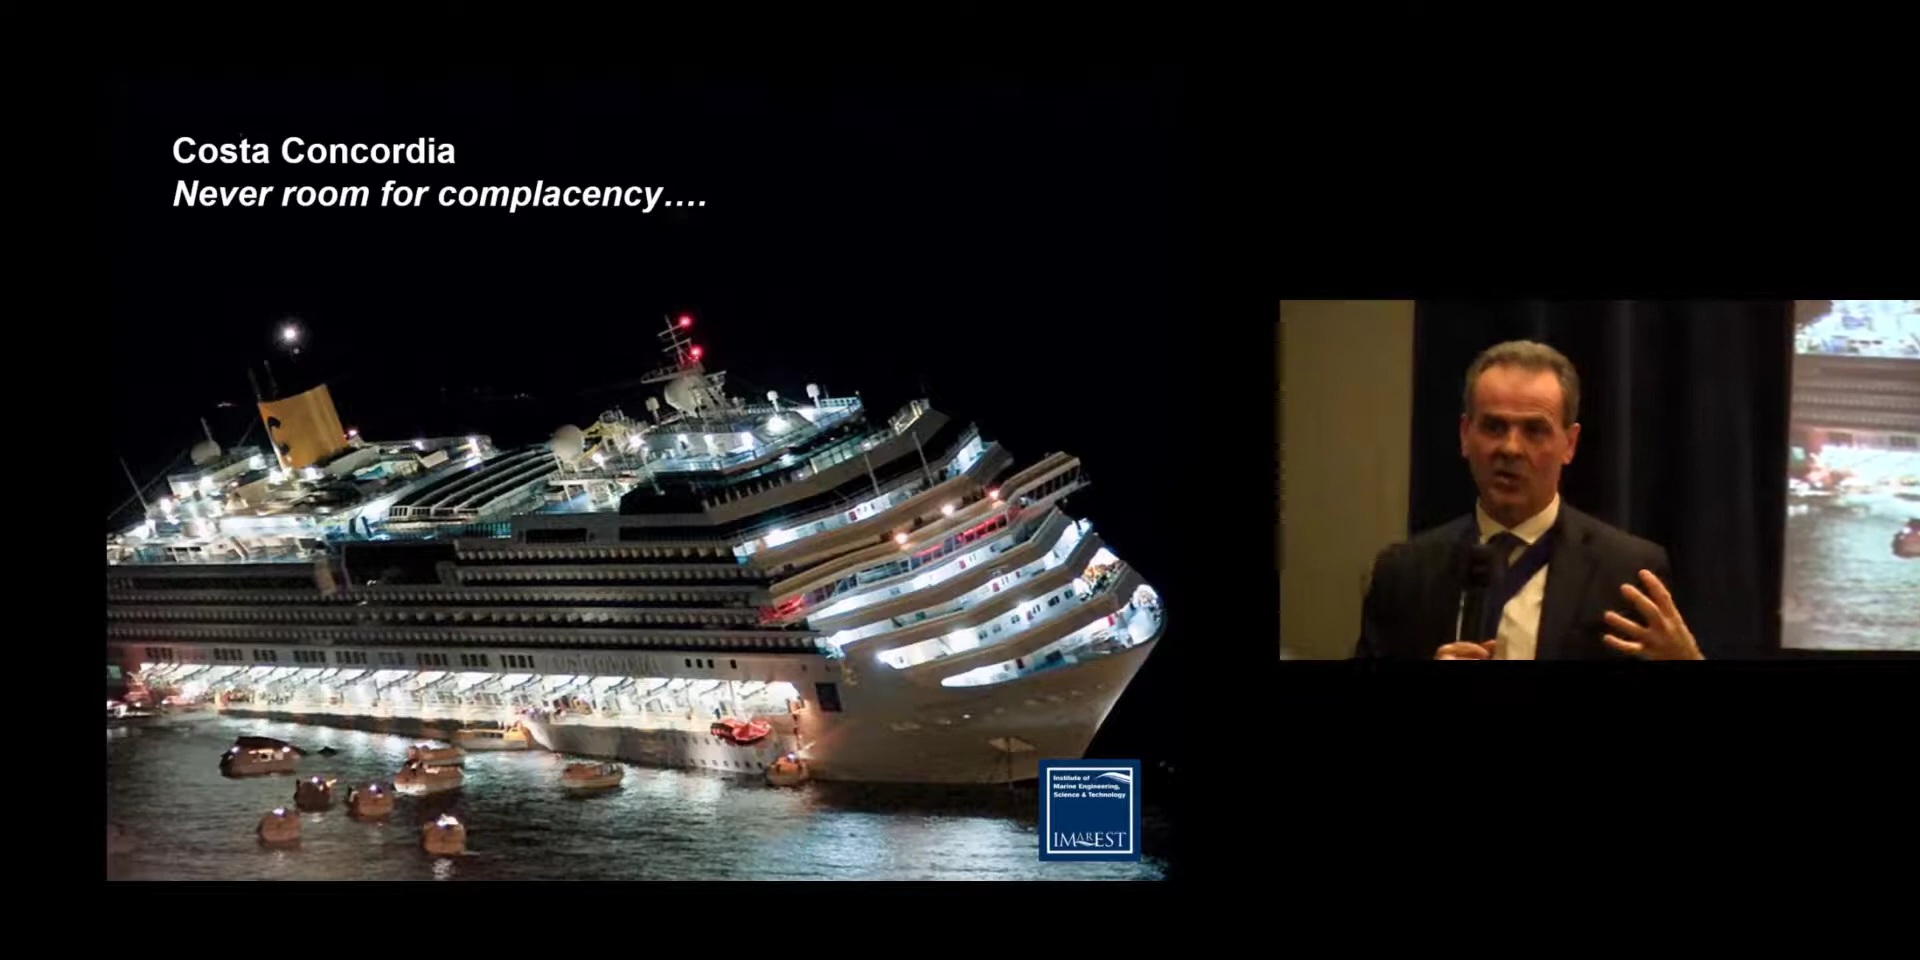 Costa Concordia
Never room for complacency....
Institute of
Marine Engineering,
Science & Technology
IMarEST